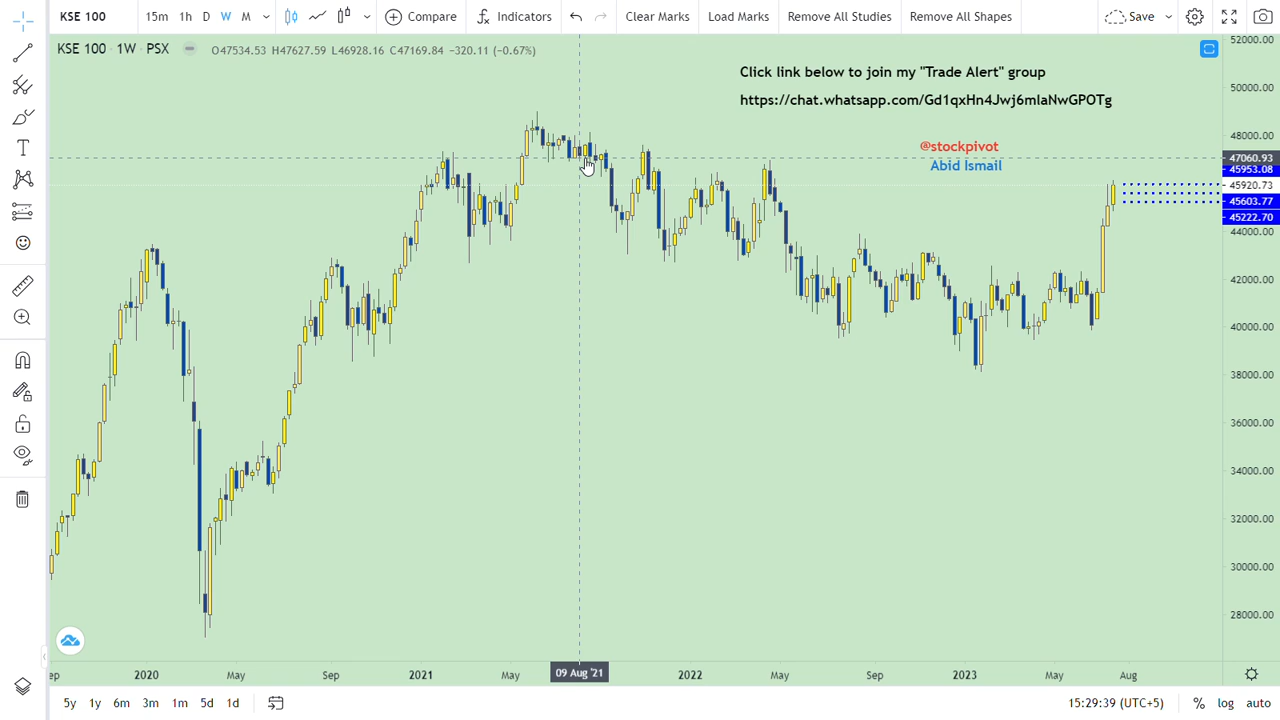 KSE 100 15m 1h D W M Compare Indicators Clear Marks Load Marks Remove All Studies Remove All Shapes Save
KSE 100 · 1W · PSX O47534.53 H47627.59 L46928.16 C47169.84 −320.11 (−0.67%)
Click link below to join my "Trade Alert" group
https://chat.whatsapp.com/Gd1qxHn4Jwj6mlaNwGPOTg
@stockpivot
Abid Ismail
52000.00
50000.00
48000.00
47060.93
45953.08
45920.73
45603.77
45222.70
44000.00
42000.00
40000.00
38000.00
36000.00
34000.00
32000.00
30000.00
28000.00
ep 2020 May Sep 2021 May 09 Aug '21 2022 May Sep 2023 May Aug
5y 1y 6m 3m 1m 5d 1d 15:29:39 (UTC+5) % log auto